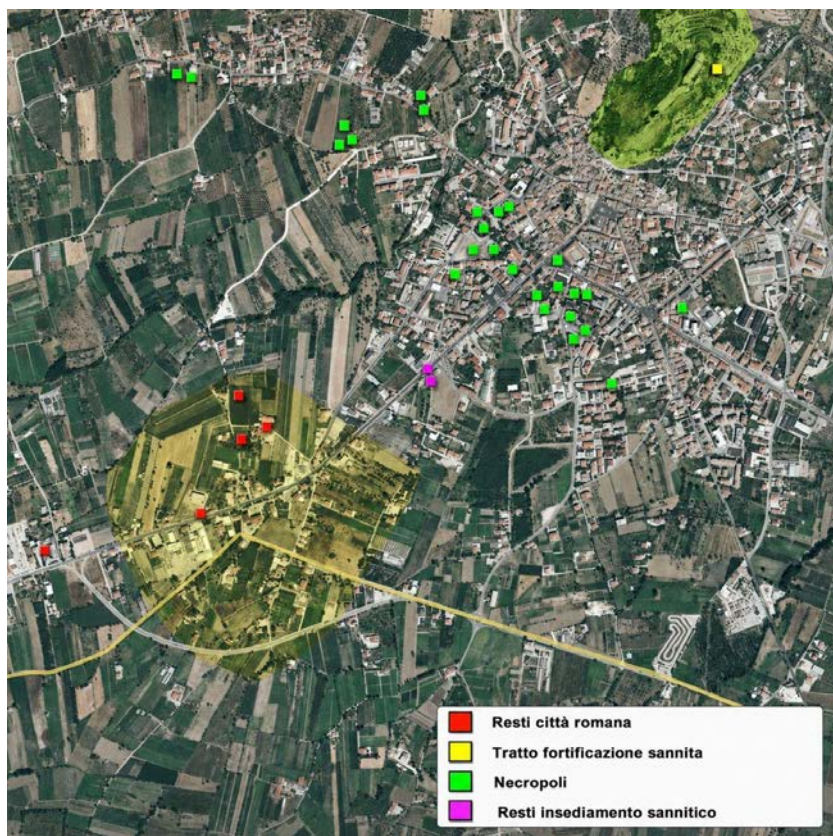 Resti città romana
Tratto fortificazione sannita
Necropoli
Resti insediamento sannitico